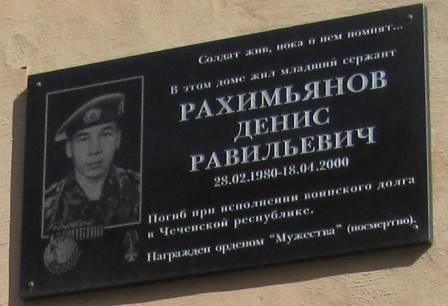 Солдат жив, пока о нем помнят...
В этом доме жил младший сержант
РАХИМЬЯНОВ
ДЕНИС
РАВИЛЬЕВИЧ
28.02.1980-18.04.2000
Погиб при исполнении воинского долга
в Чеченской республике.
Награжден орденом "Мужества" (посмертно).